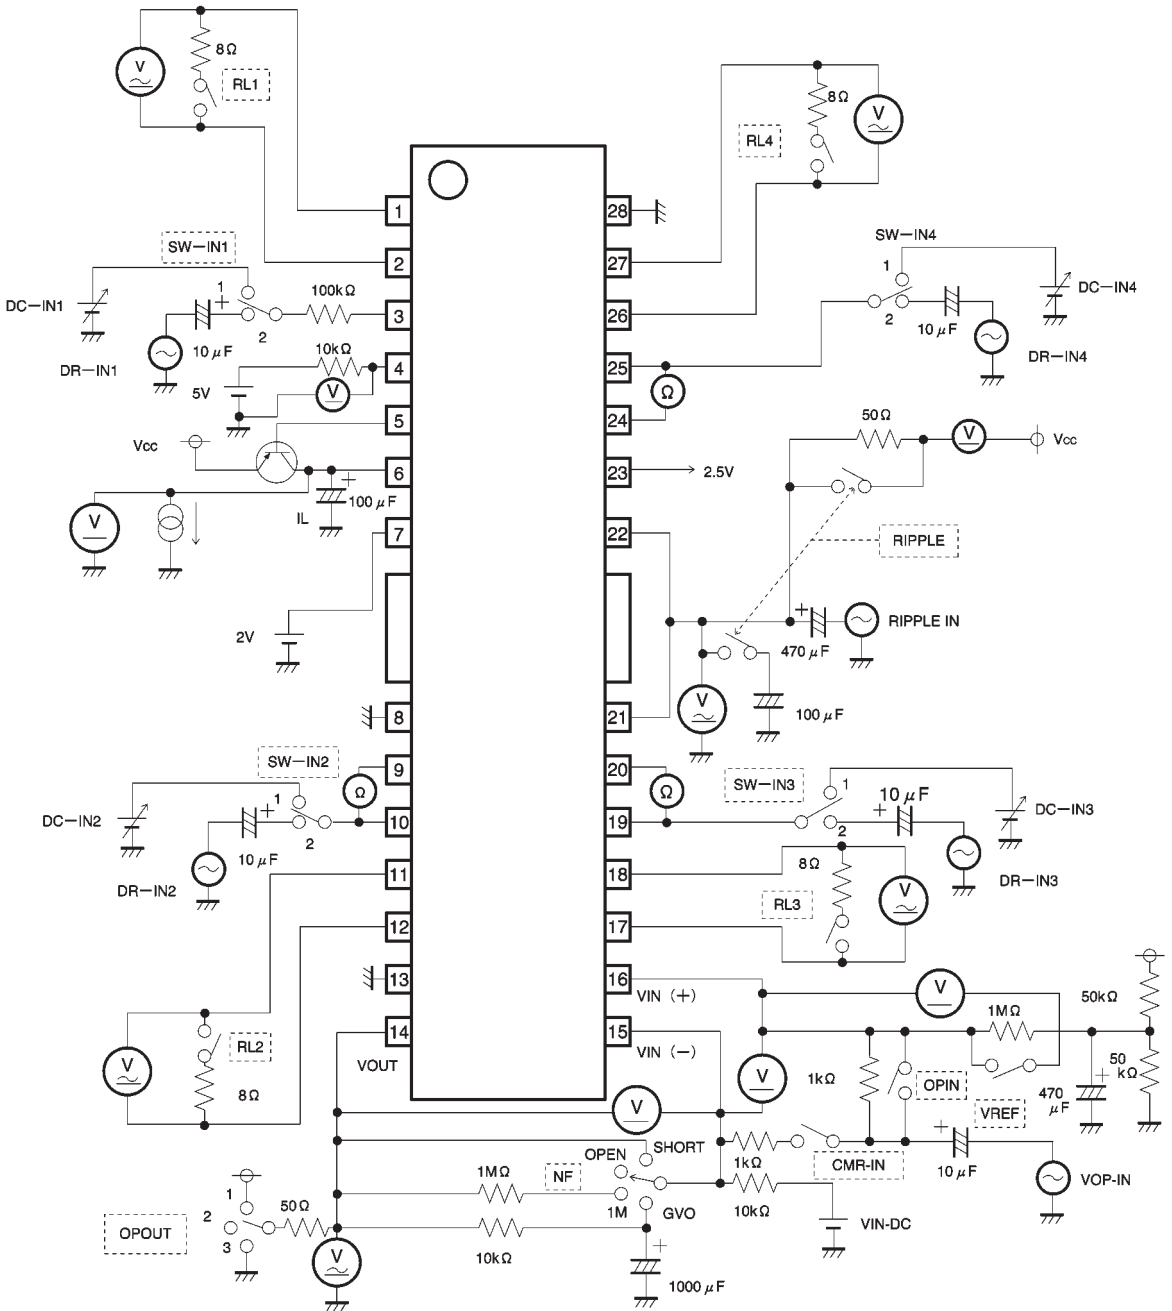 V
8Ω
RL1
8Ω
V
RL4
1
28
SW－IN1
SW－IN4
2
27
1
1
DC－IN1
+
100kΩ
3
26
DC－IN4
2
2
10μF
10μF
DR－IN1
DR－IN4
10kΩ
4
25
5V
V
Ω
50Ω
5
24
Vcc
V
Vcc
6
23
2.5V
+
100μF
IL
V
7
22
RIPPLE
2V
+
RIPPLE IN
470μF
V
100μF
8
21
SW－IN2
9
20
SW－IN3
1
1
10μF
Ω
Ω
+
+
DC－IN2
DC－IN3
10
19
2
2
10μF
DR－IN2
8Ω
DR－IN3
11
18
RL3
V
12
17
13
16
VIN（＋）
V
50kΩ
1MΩ
14
15
VOUT
VIN（－）
RL2
V
8Ω
V
1kΩ
OPIN
50
kΩ
+
470
μF
V
VREF
SHORT
+
OPEN
1kΩ
CMR-IN
10μF
1MΩ
NF
VOP-IN
1
1M
GVO
10kΩ
50Ω
2
VIN-DC
OPOUT
3
V
10kΩ
+
1000μF